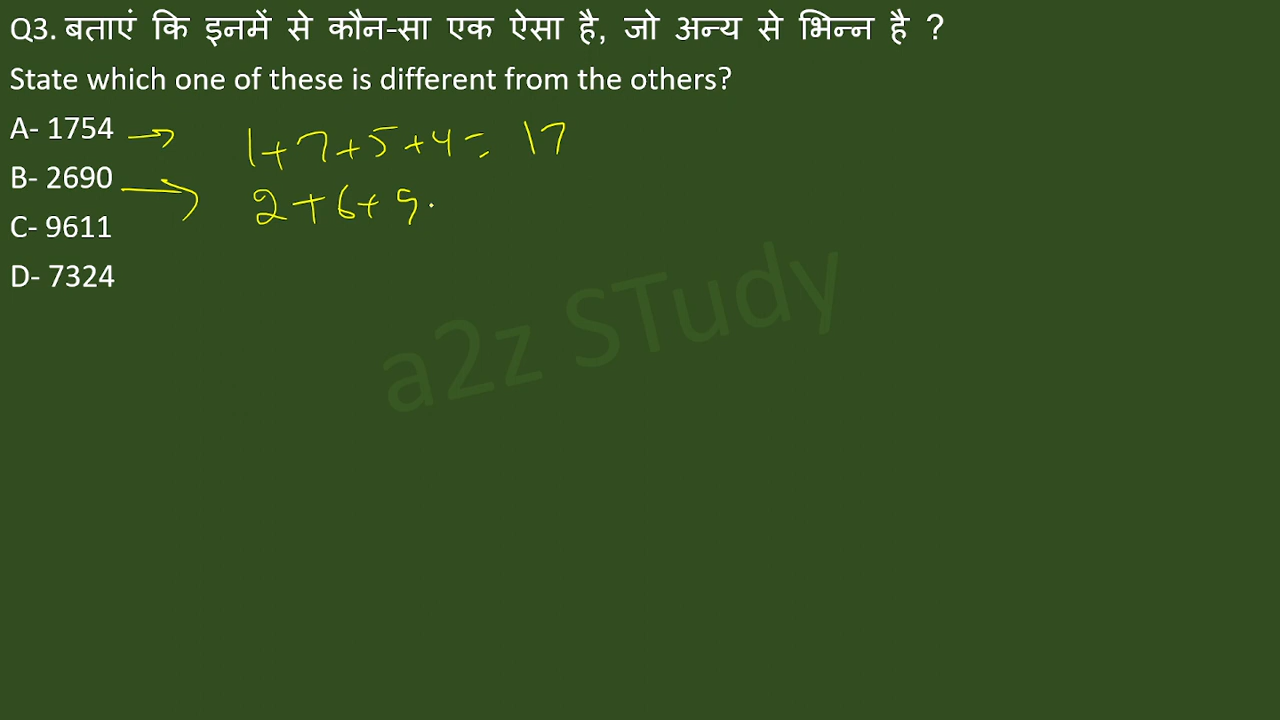 Q3. बताएं कि इनमें से कौन-सा एक ऐसा है, जो अन्य से भिन्न है ?
State which one of these is different from the others?
A- 1754 → 1+7+5+4= 17
B- 2690 → 2+6+9
C- 9611
D- 7324
a2z STudy